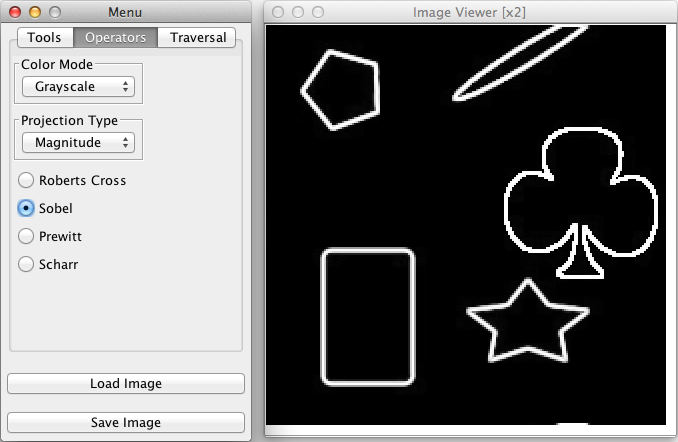 Menu
Tools Operators Traversal
Color Mode
Grayscale
Projection Type
Magnitude
Roberts Cross
Sobel
Prewitt
Scharr
Load Image
Save Image
Image Viewer [x2]